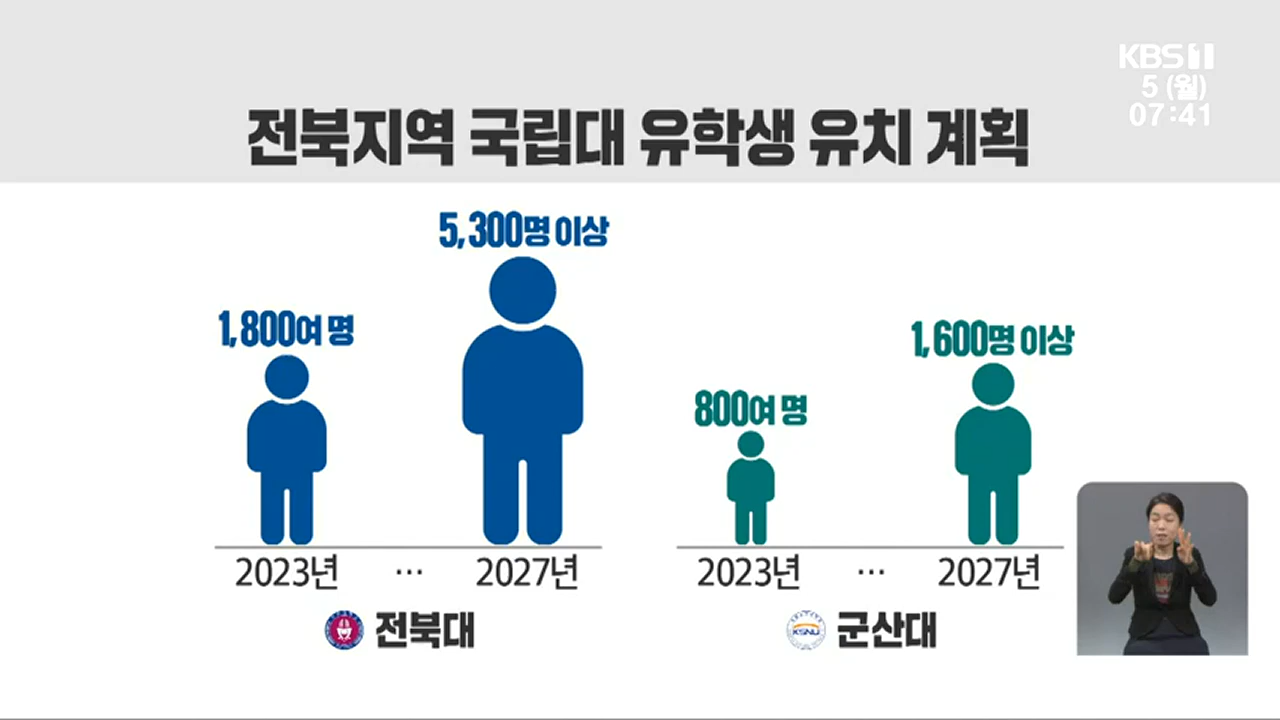 KBS1
5 (월)
07:41
전북지역 국립대 유학생 유치 계획
5,300명 이상
1,800여 명
1,600명 이상
800여 명
2023년 … 2027년
2023년 … 2027년
전북대
KSNU 군산대